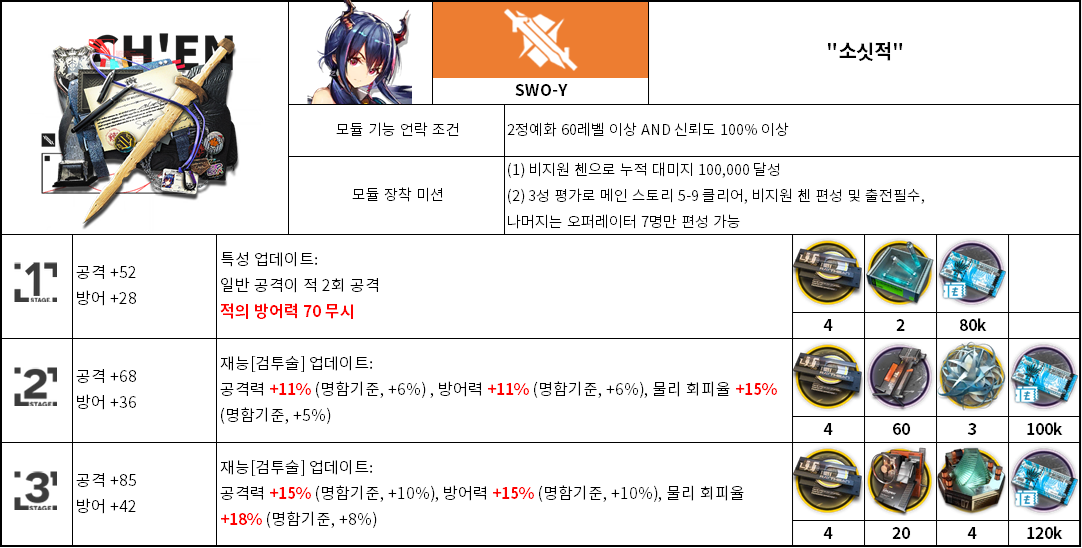 CH'EN
SWO-Y
"소싯적"
모듈 기능 언락 조건
2정예화 60레벨 이상 AND 신뢰도 100% 이상
모듈 장착 미션
(1) 비지원 첸으로 누적 대미지 100,000 달성
(2) 3성 평가로 메인 스토리 5-9 클리어, 비지원 첸 편성 및 출전필수,
나머지는 오퍼레이터 7명만 편성 가능
1
STAGE
공격 +52
방어 +28
특성 업데이트:
일반 공격이 적 2회 공격
적의 방어력 70 무시
4
2
80k
2
STAGE
공격 +68
방어 +36
재능[검투술] 업데이트:
공격력 +11% (명함기준, +6%) , 방어력 +11% (명함기준, +6%), 물리 회피율 +15%
(명함기준, +5%)
4
60
3
100k
3
STAGE
공격 +85
방어 +42
재능[검투술] 업데이트:
공격력 +15% (명함기준, +10%), 방어력 +15% (명함기준, +10%), 물리 회피율
+18% (명함기준, +8%)
4
20
4
120k